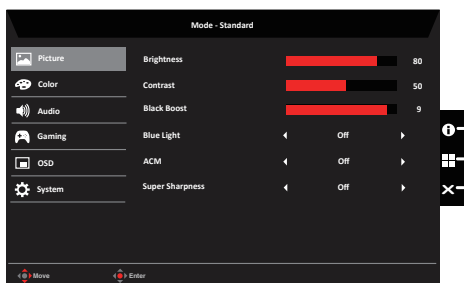 Mode - Standard
Picture
Color
Audio
Gaming
OSD
System
Brightness 80
Contrast 50
Black Boost 9
Blue Light Off
ACM Off
Super Sharpness Off
Move Enter